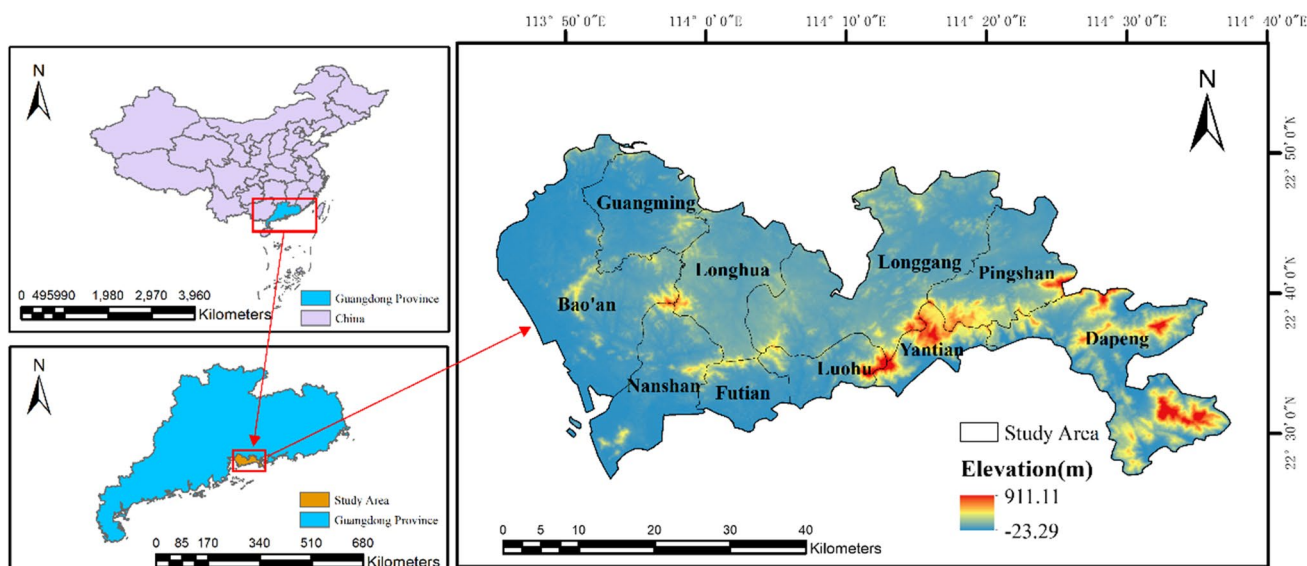 N
0 495990 1,980 2,970 3,960
Kilometers
Guangdong Province
China
N
Study Area
Guangdong Province
0 85 170 340 510 680
Kilometers
113° 50′ 0″E 114° 0′ 0″E 114° 10′ 0″E 114° 20′ 0″E 114° 30′ 0″E 114° 40′ 0″E
N
22° 50′ 0″N
22° 40′ 0″N
22° 30′ 0″N
Guangming
Longhua
Longgang
Pingshan
Bao'an
Dapeng
Yantian
Luohu
Nanshan
Futian
Study Area
Elevation(m)
911.11
-23.29
0 5 10 20 30 40
Kilometers